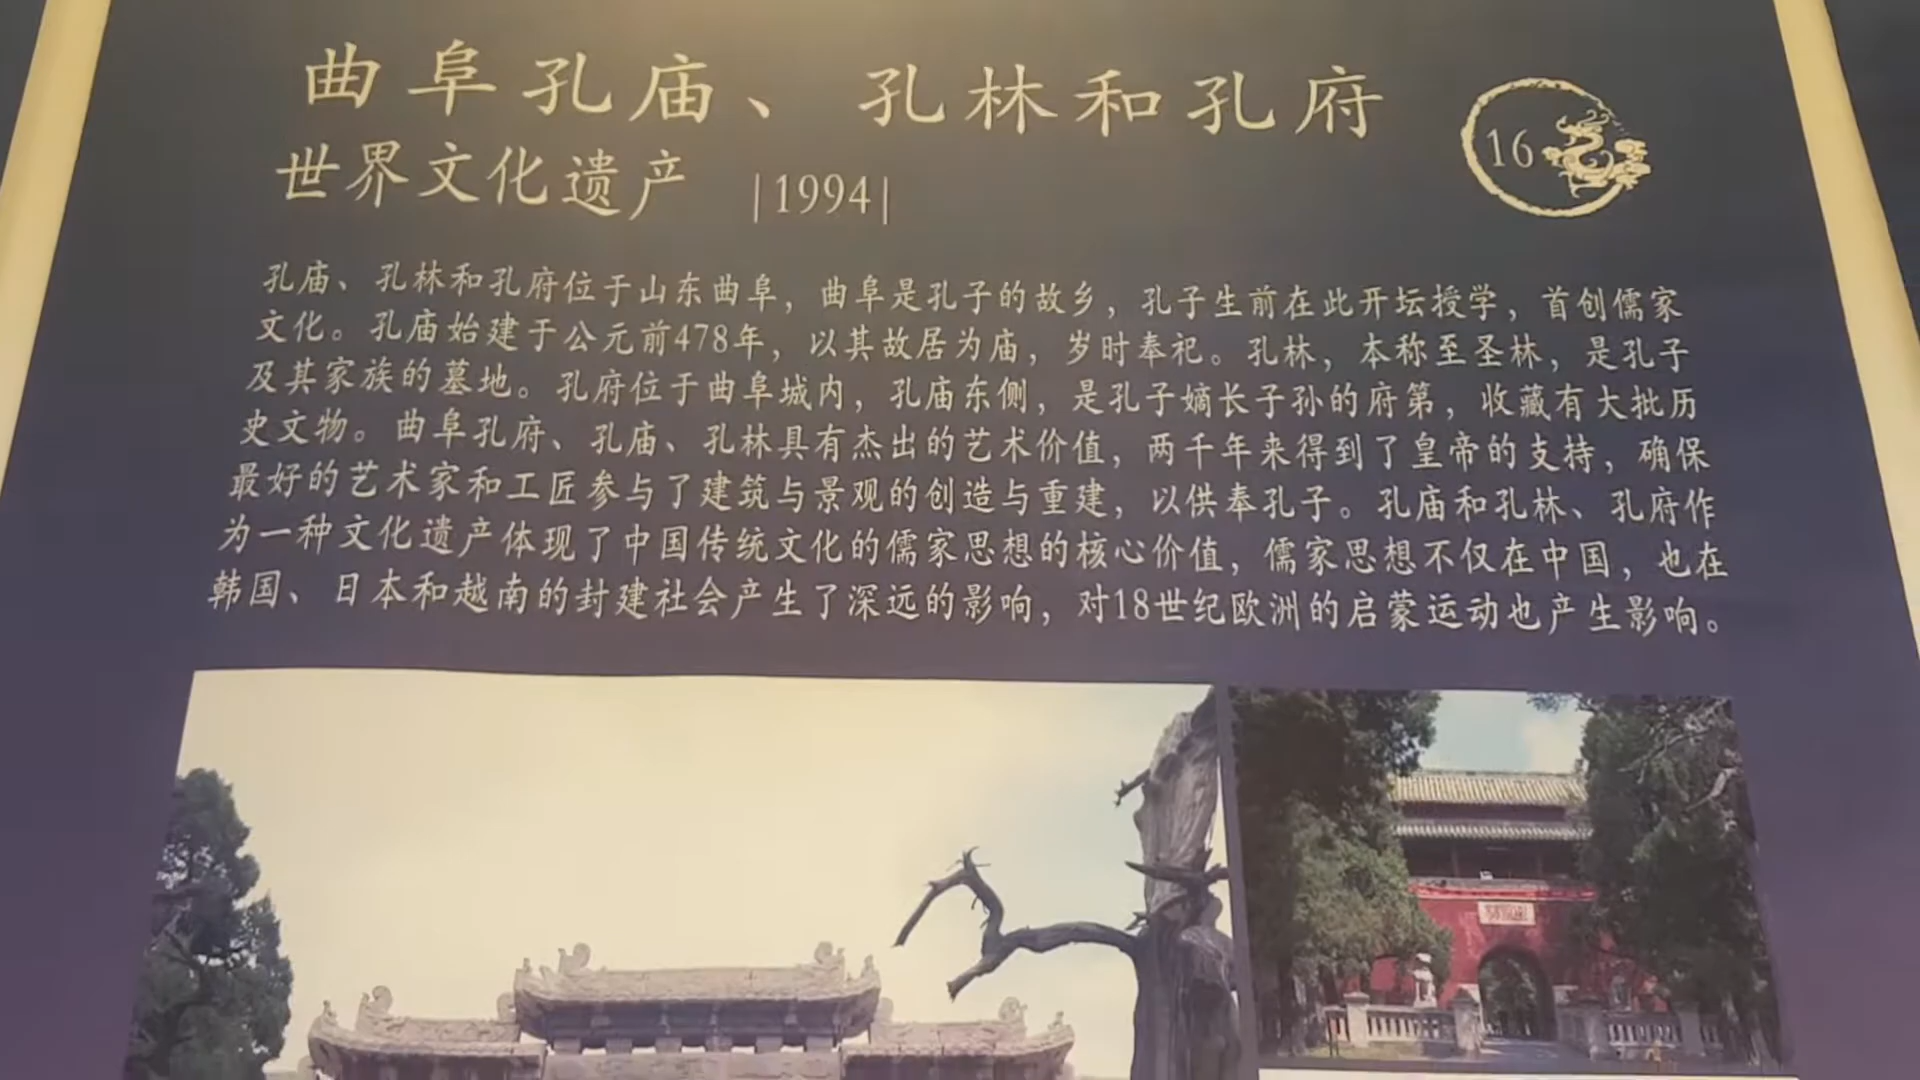 曲阜孔庙、孔林和孔府
世界文化遗产 |1994|
16
孔庙、孔林和孔府位于山东曲阜，曲阜是孔子的故乡，孔子生前在此开坛授学，首创儒家
文化。孔庙始建于公元前478年，以其故居为庙，岁时奉祀。孔林，本称至圣林，是孔子
及其家族的墓地。孔府位于曲阜城内，孔庙东侧，是孔子嫡长子孙的府第，收藏有大批历
史文物。曲阜孔府、孔庙、孔林具有杰出的艺术价值，两千年来得到了皇帝的支持，确保
最好的艺术家和工匠参与了建筑与景观的创造与重建，以供奉孔子。孔庙和孔林、孔府作
为一种文化遗产体现了中国传统文化的儒家思想的核心价值，儒家思想不仅在中国，也在
韩国、日本和越南的封建社会产生了深远的影响，对18世纪欧洲的启蒙运动也产生影响。